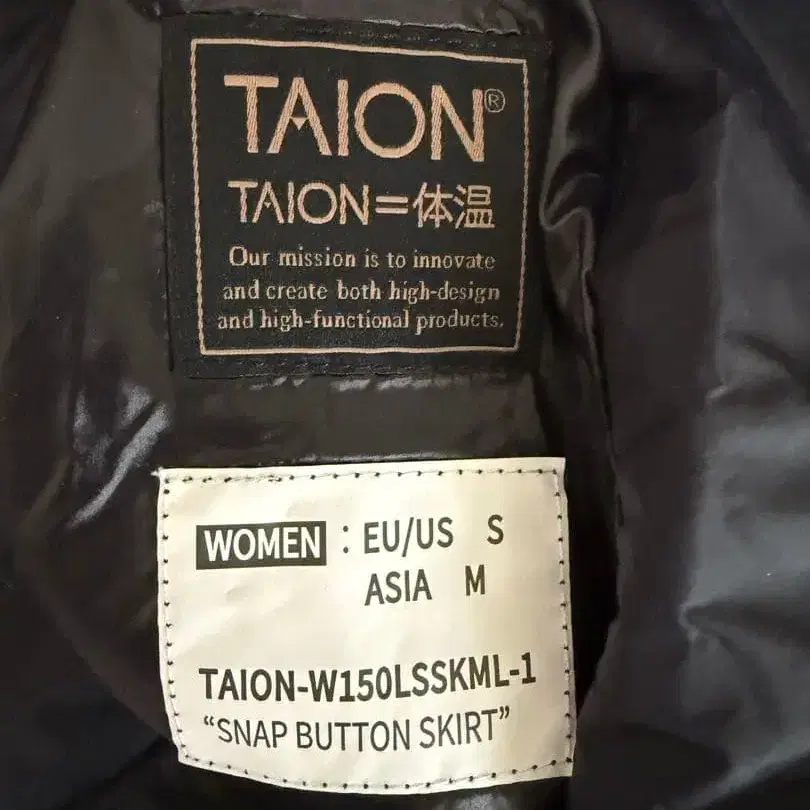 TAION®
TAION=体温
Our mission is to innovate
and create both high-design
and high-functional products.
WOMEN : EU/US S
ASIA M
TAION-W150LSSKML-1
“SNAP BUTTON SKIRT”